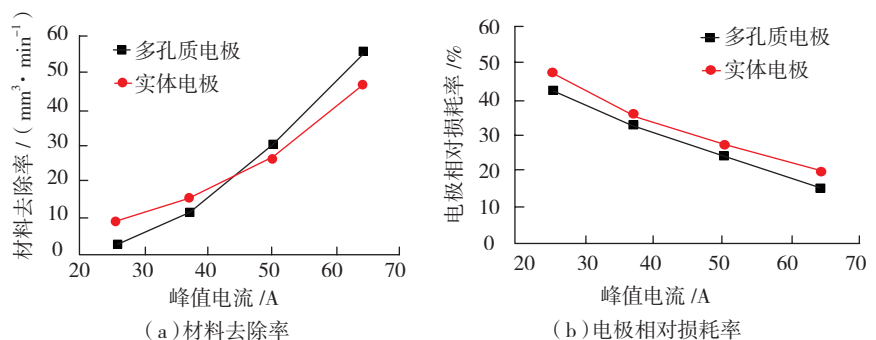 材料去除率 /（mm³·min⁻¹）
60
50
40
30
20
10
0
多孔质电极
实体电极
20 30 40 50 60 70
峰值电流 /A
（a）材料去除率
电极相对损耗率 /%
60
50
40
30
20
10
0
多孔质电极
实体电极
20 30 40 50 60 70
峰值电流 /A
（b）电极相对损耗率